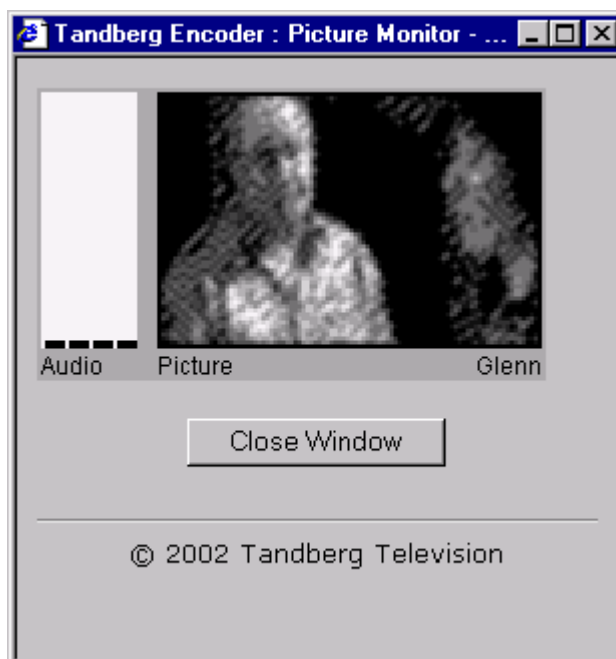 Tandberg Encoder : Picture Monitor - ...
Audio Picture Glenn
Close Window
© 2002 Tandberg Television